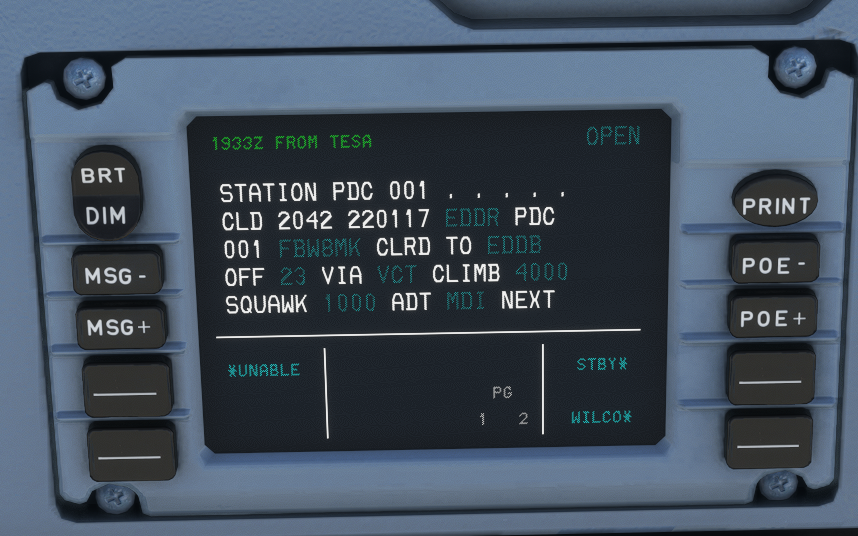 1933Z FROM TESA OPEN
STATION PDC 001 . . . . .
CLD 2042 220117 EDDR PDC
001 FBW8MK CLRD TO EDDB
OFF 23 VIA VCT CLIMB 4000
SQUAWK 1000 ADT MDI NEXT
*UNABLE STBY*
PG
1 2 WILCO*
BRT
DIM
MSG-
MSG+
PRINT
POE-
POE+